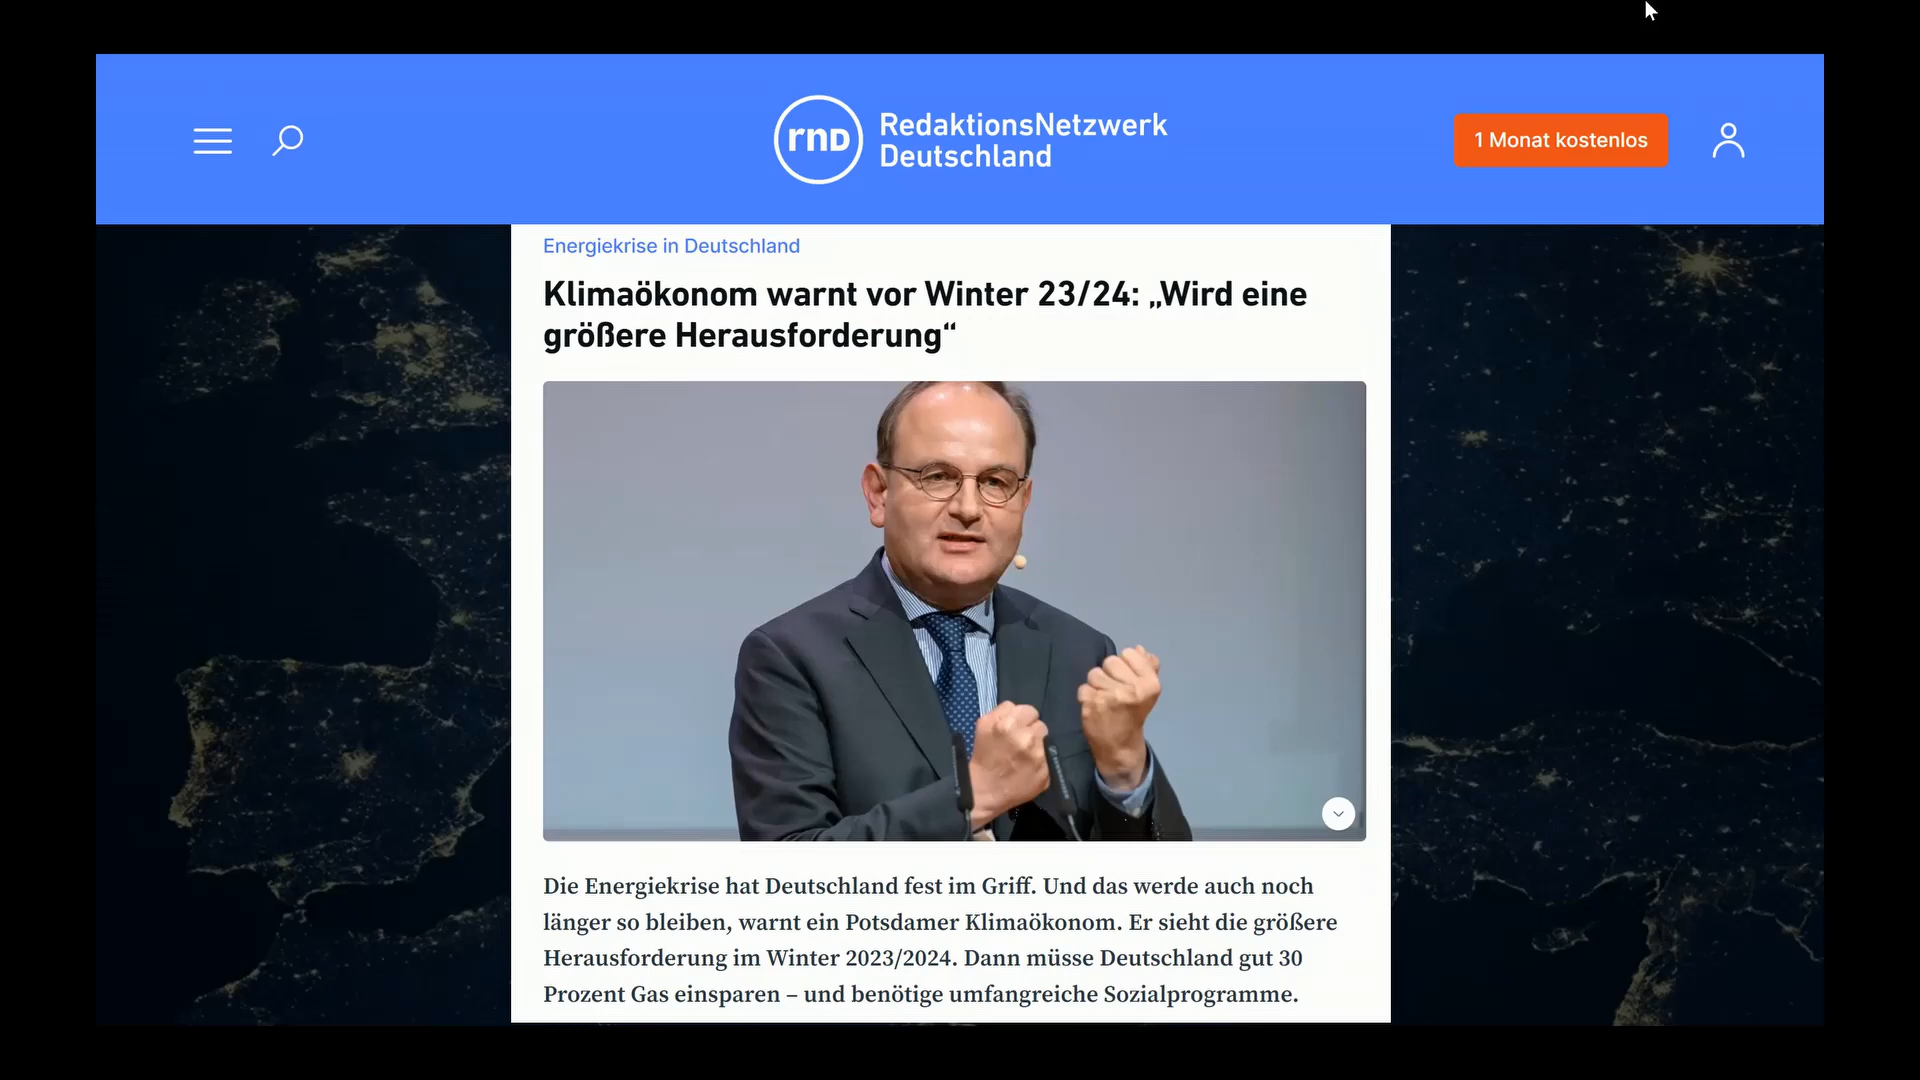 rnd
RedaktionsNetzwerk
Deutschland
1 Monat kostenlos
Energiekrise in Deutschland
Klimaökonom warnt vor Winter 23/24: „Wird eine
größere Herausforderung“
Die Energiekrise hat Deutschland fest im Griff. Und das werde auch noch
länger so bleiben, warnt ein Potsdamer Klimaökonom. Er sieht die größere
Herausforderung im Winter 2023/2024. Dann müsse Deutschland gut 30
Prozent Gas einsparen – und benötige umfangreiche Sozialprogramme.